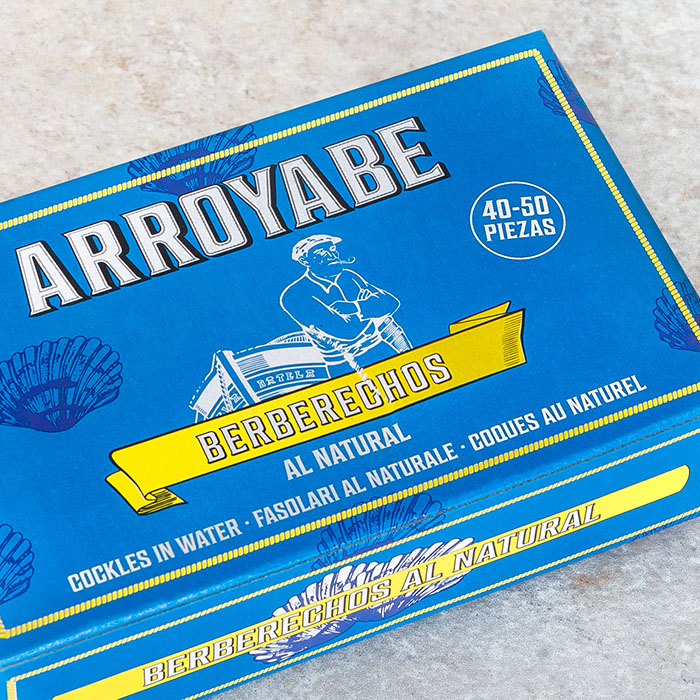 ARROYABE
40-50
PIEZAS
BATELA
BERBERECHOS
AL NATURAL
COCKLES IN WATER · FASOLARI AL NATURALE · COQUES AU NATUREL
BERBERECHOS AL NATURAL